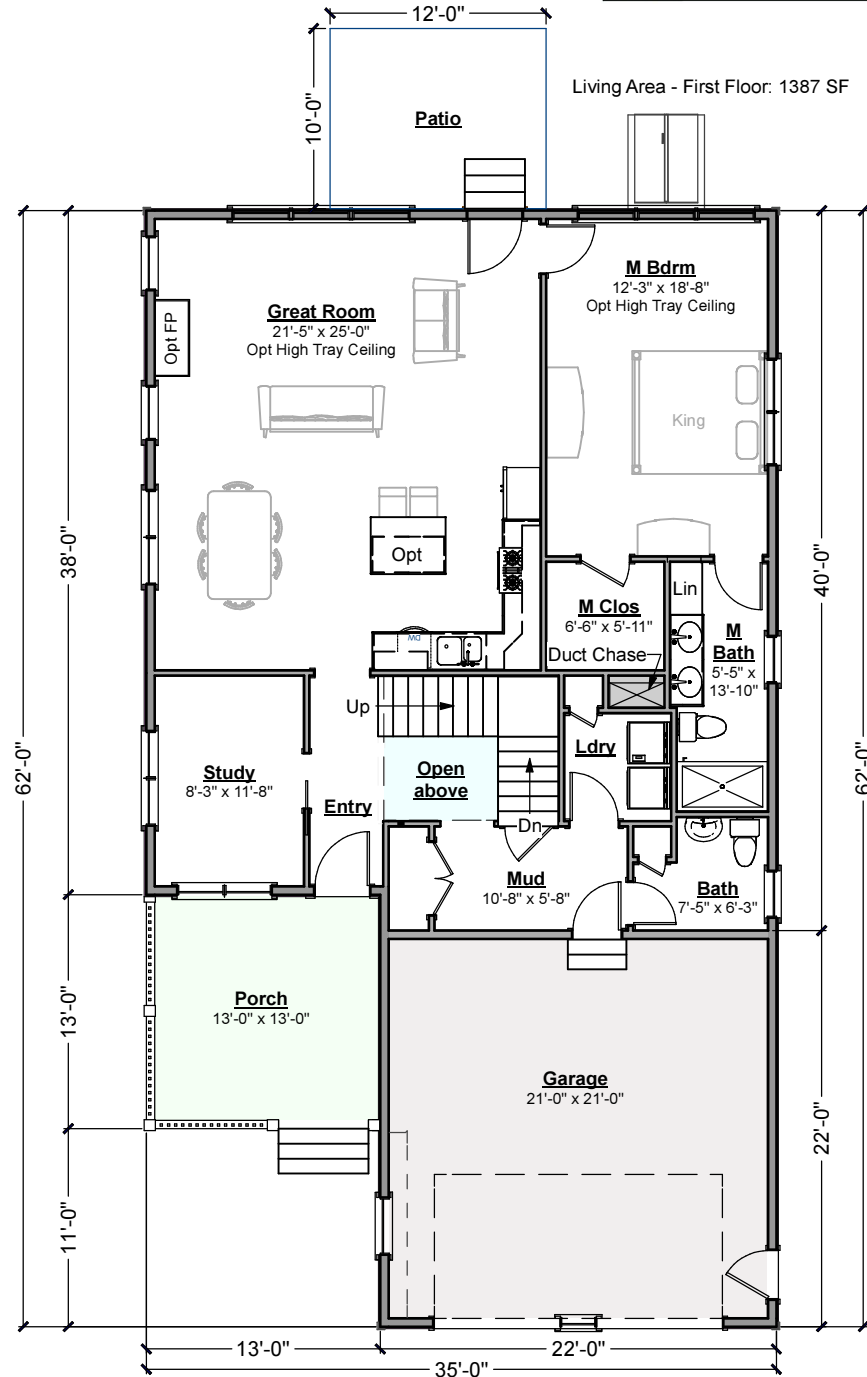 12'-0"
Living Area - First Floor: 1387 SF
10'-0"
Patio
M Bdrm
12'-3" x 18'-8"
Opt High Tray Ceiling
Great Room
21'-5" x 25'-0"
Opt High Tray Ceiling
Opt FP
King
38'-0"
Opt
40'-0"
Lin
M Clos
6'-6" x 5'-11"
M
Bath
5'-5" x
13'-10"
DW
Duct Chase
Up
62'-0"
62'-0"
Study
8'-3" x 11'-8"
Open
above
Ldry
Entry
Dn
Mud
10'-8" x 5'-8"
Bath
7'-5" x 6'-3"
Porch
13'-0" x 13'-0"
13'-0"
Garage
21'-0" x 21'-0"
22'-0"
11'-0"
13'-0"
22'-0"
35'-0"